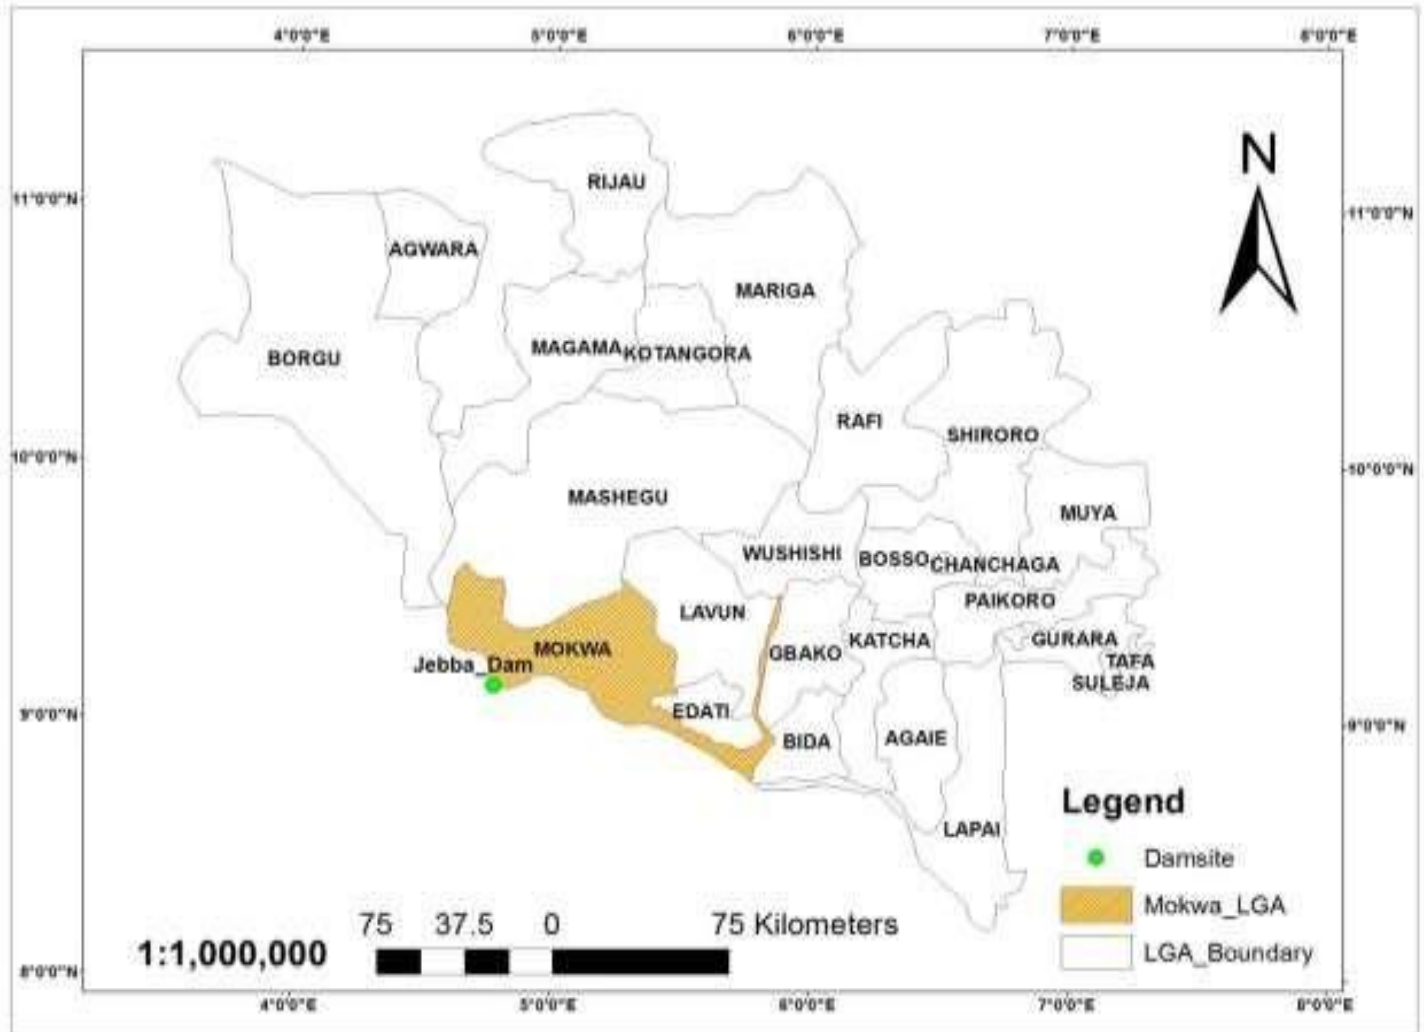 4°0'0"E 5°0'0"E 6°0'0"E 7°0'0"E 8°0'0"E
N
RIJAU
11°0'0"N 11°0'0"N
AGWARA
MARIGA
MAGAMA KOTANGORA
BORGU
RAFI
SHIRORO
10°0'0"N 10°0'0"N
MASHEGU
MUYA
WUSHISHI BOSSO CHANCHAGA
PAIKORO
LAVUN
MOKWA GBAKO KATCHA GURARA
Jebba_Dam TAFA
SULEJA
9°0'0"N EDATI 9°0'0"N
BIDA AGAIE
Legend
LAPAI
Damsite
Mokwa_LGA
75 37.5 0 75 Kilometers
1:1,000,000 LGA_Boundary
8°0'0"N
4°0'0"E 5°0'0"E 6°0'0"E 7°0'0"E 8°0'0"E